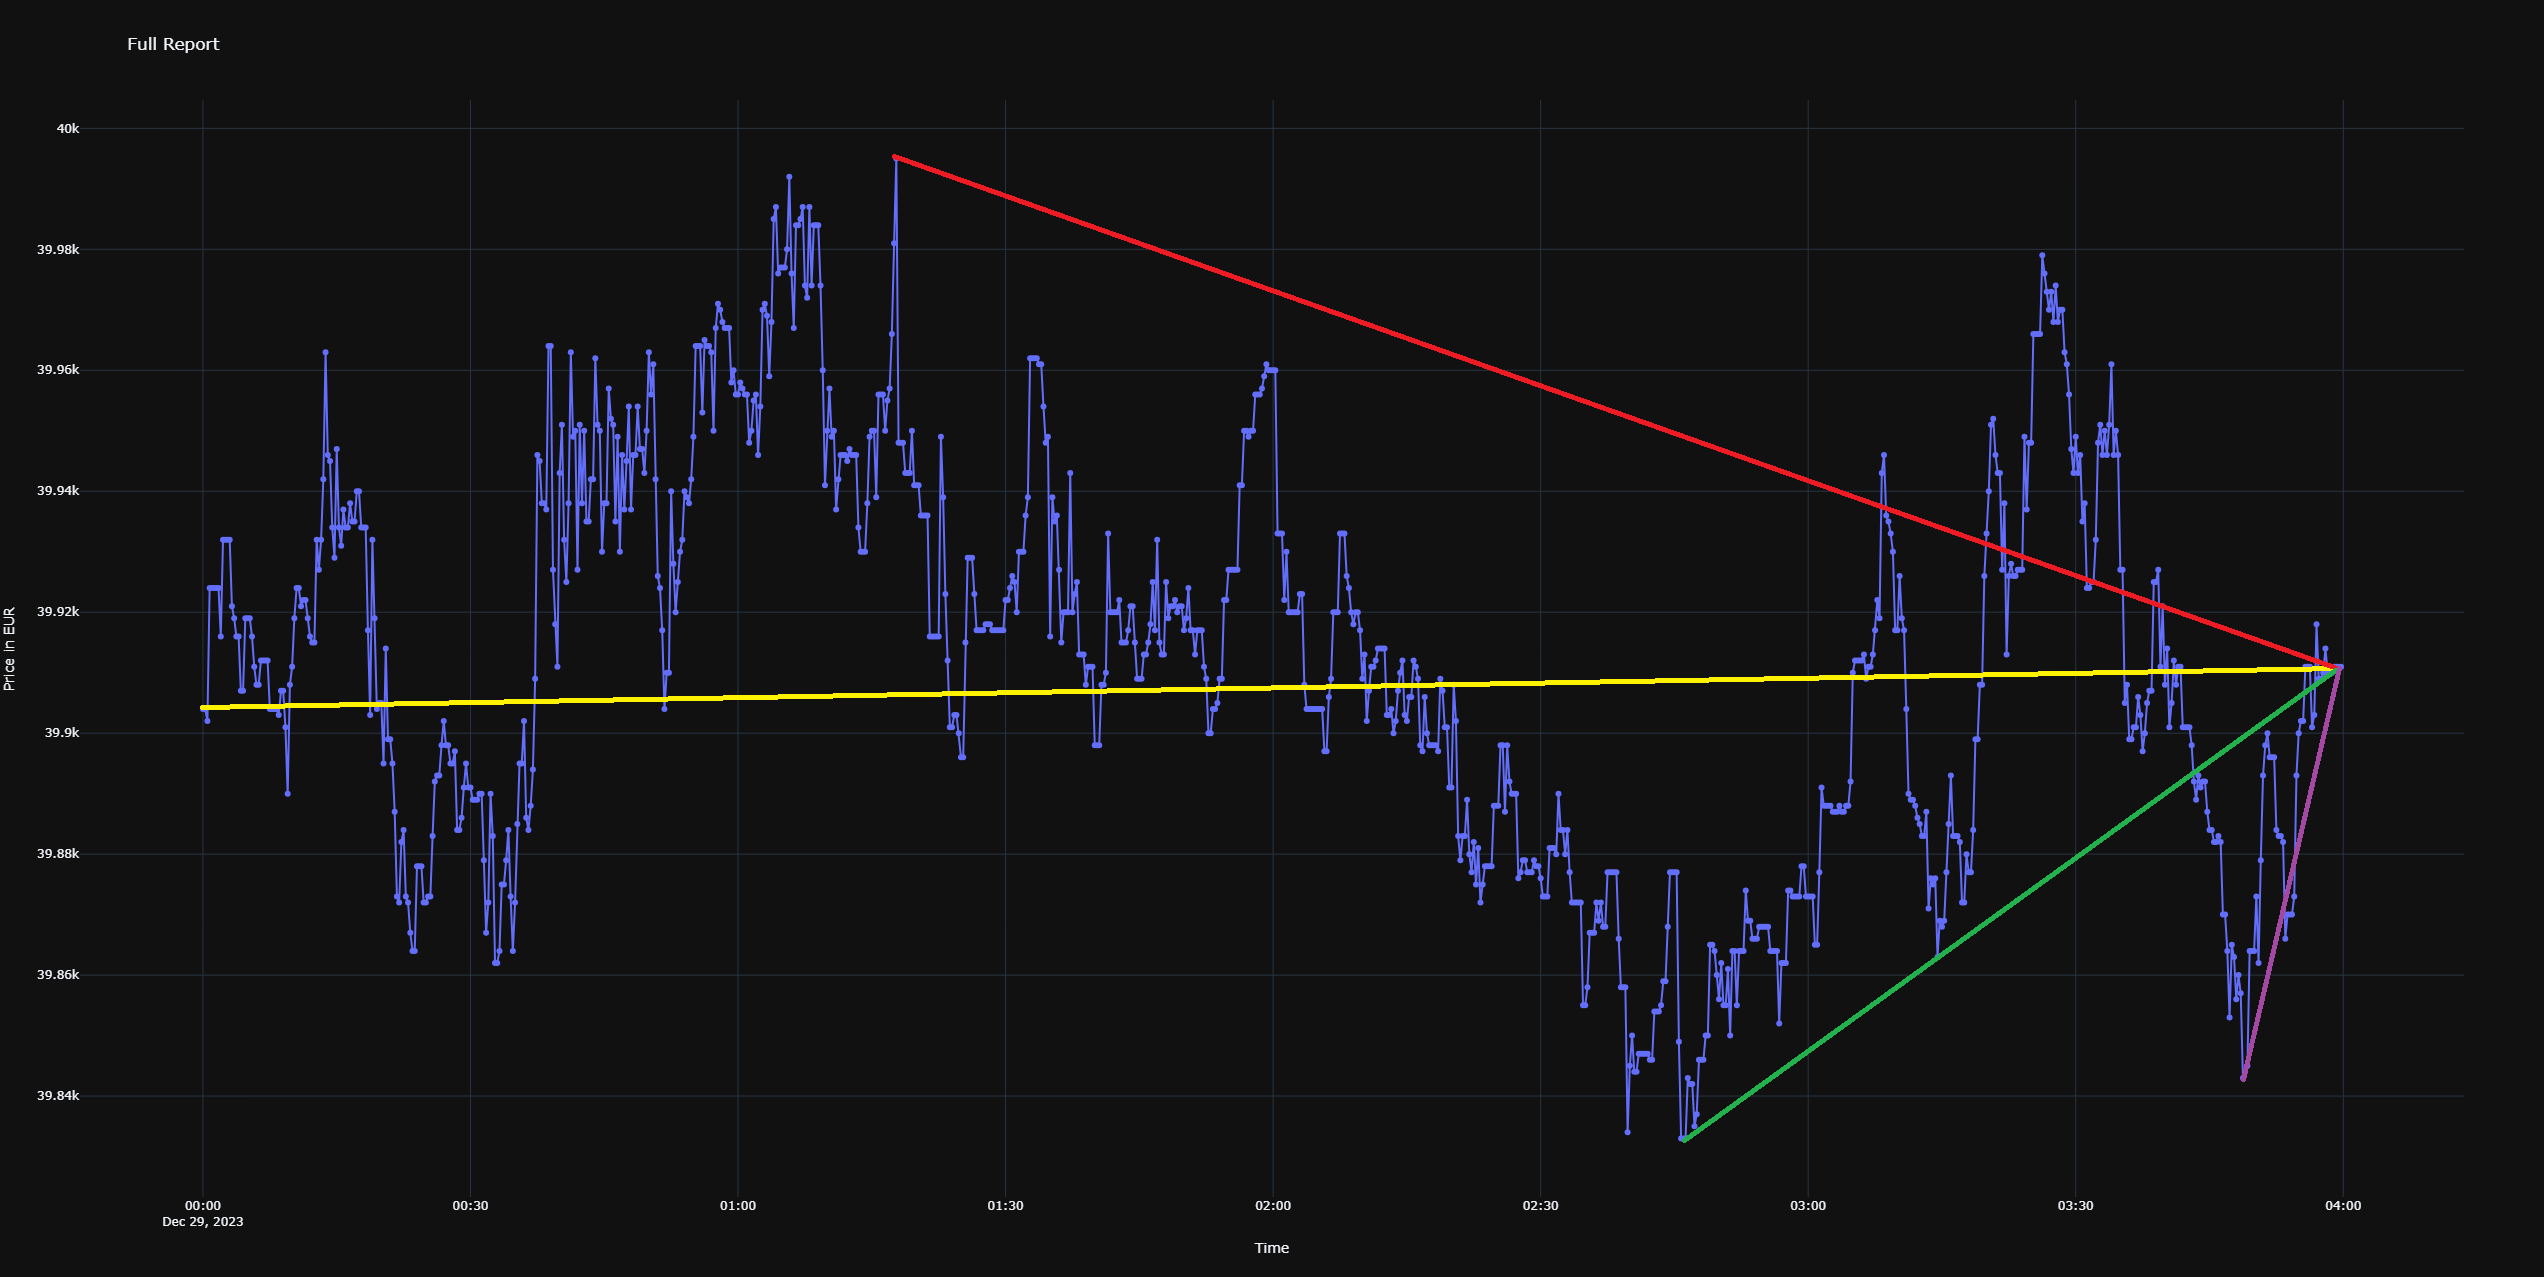 Full Report
40k
39.98k
39.96k
39.94k
39.92k
39.9k
39.88k
39.86k
39.84k
Price in EUR
00:00 00:30 01:00 01:30 02:00 02:30 03:00 03:30 04:00
Dec 29, 2023
Time